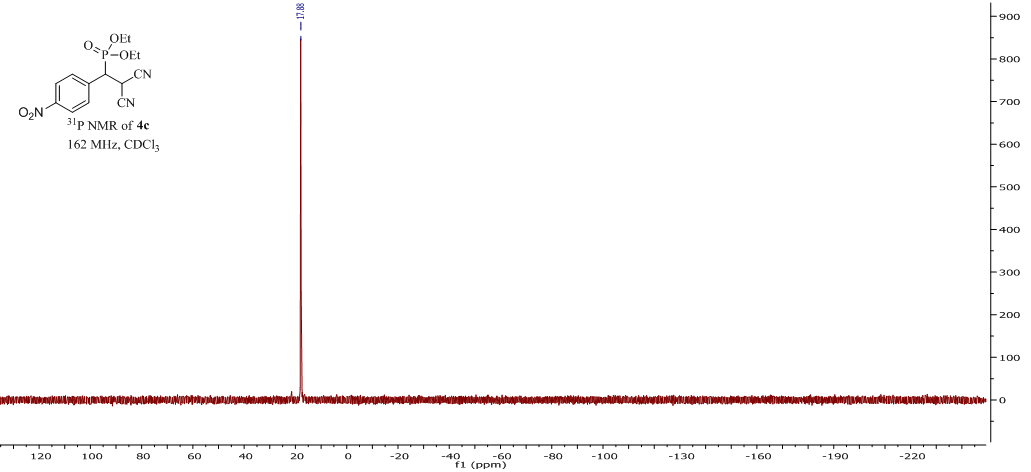 17.88
OEt
O
P
OEt
CN
CN
O₂N
³¹P NMR of 4c
162 MHz, CDCl₃
900
800
700
600
500
400
300
200
100
0
120 100 80 60 40 20 0 -20 -40 -60 -80 -100 -130 -160 -190 -220
f1 (ppm)